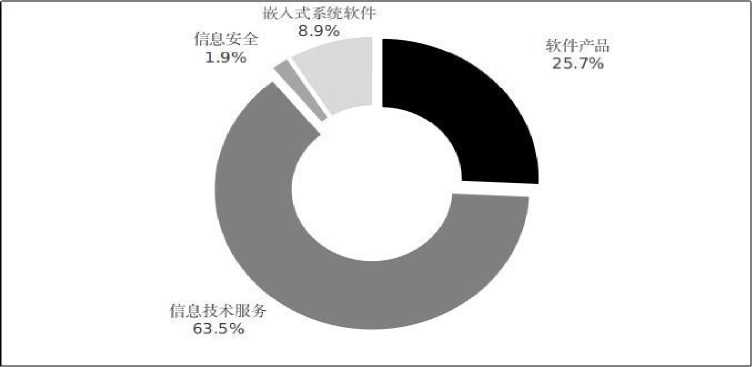 嵌入式系统软件
8.9%
信息安全
1.9%
软件产品
25.7%
信息技术服务
63.5%